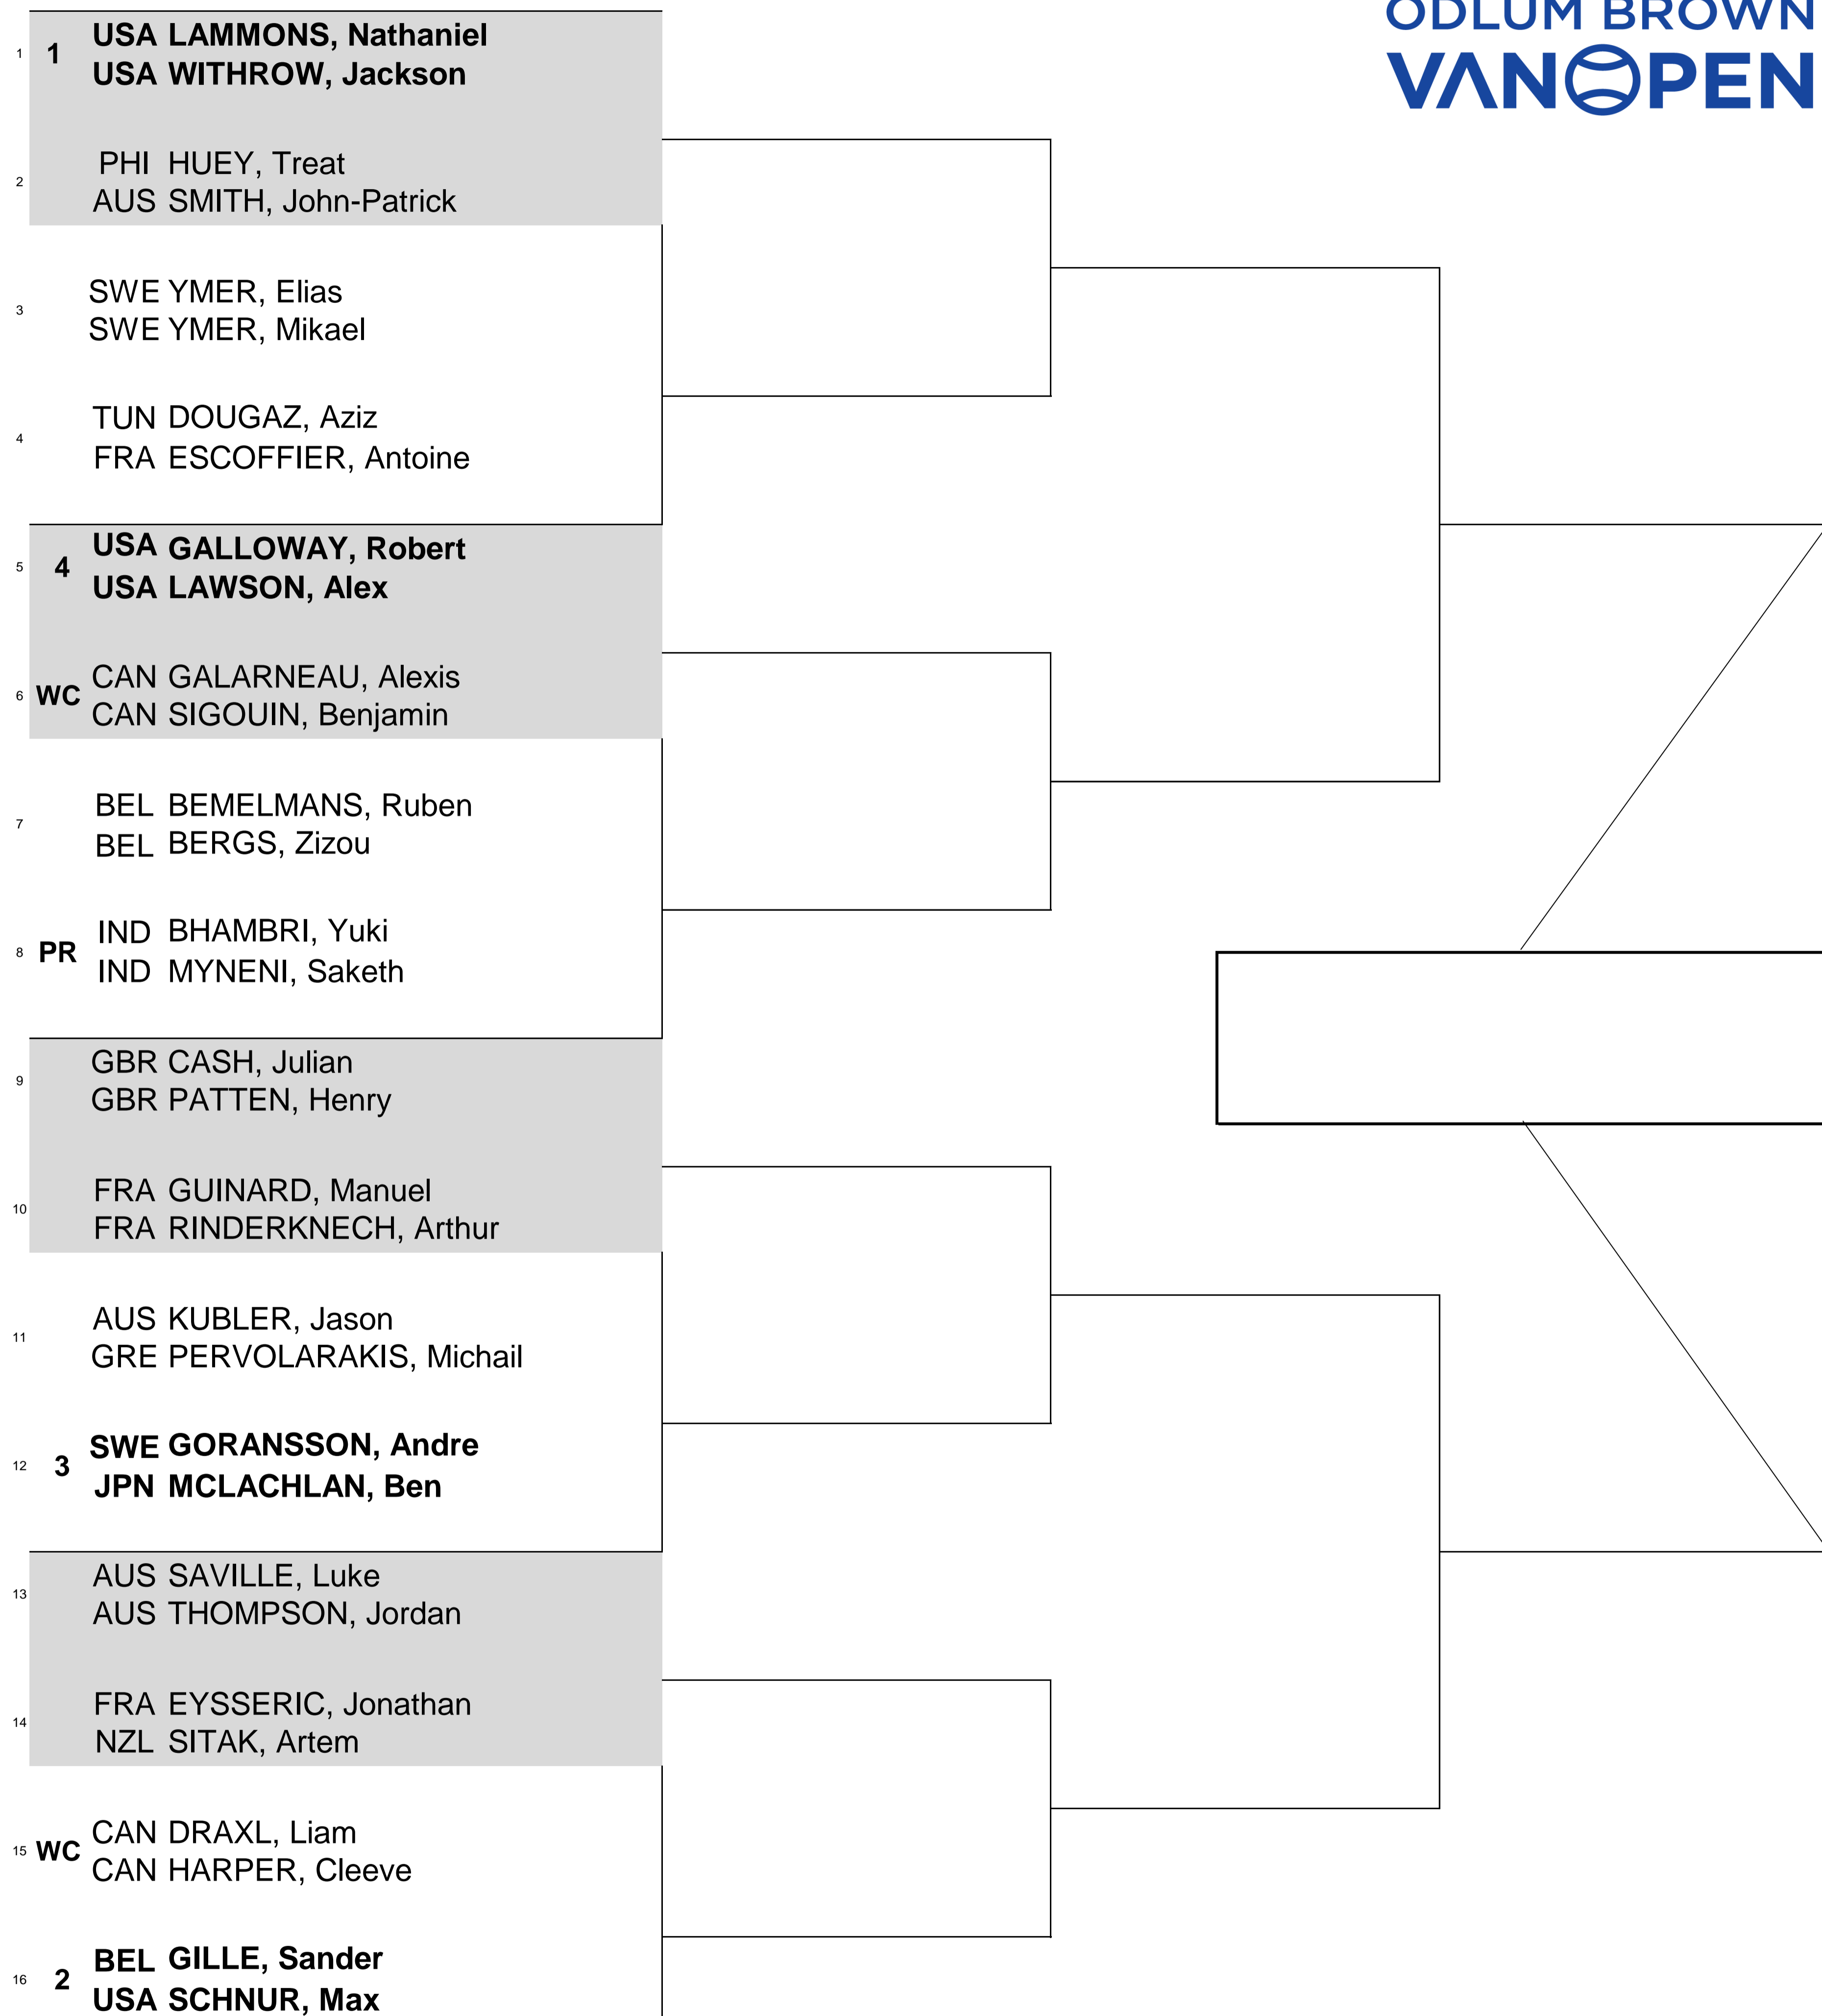 ODLUM BROWN
VANOPEN
1 1 USA LAMMONS, Nathaniel
USA WITHROW, Jackson
2 PHI HUEY, Treat
AUS SMITH, John-Patrick
3 SWE YMER, Elias
SWE YMER, Mikael
4 TUN DOUGAZ, Aziz
FRA ESCOFFIER, Antoine
5 4 USA GALLOWAY, Robert
USA LAWSON, Alex
6 WC CAN GALARNEAU, Alexis
CAN SIGOUIN, Benjamin
7 BEL BEMELMANS, Ruben
BEL BERGS, Zizou
8 PR IND BHAMBRI, Yuki
IND MYNENI, Saketh
9 GBR CASH, Julian
GBR PATTEN, Henry
10 FRA GUINARD, Manuel
FRA RINDERKNECH, Arthur
11 AUS KUBLER, Jason
GRE PERVOLARAKIS, Michail
12 3 SWE GORANSSON, Andre
JPN MCLACHLAN, Ben
13 AUS SAVILLE, Luke
AUS THOMPSON, Jordan
14 FRA EYSSERIC, Jonathan
NZL SITAK, Artem
15 WC CAN DRAXL, Liam
CAN HARPER, Cleeve
16 2 BEL GILLE, Sander
USA SCHNUR, Max